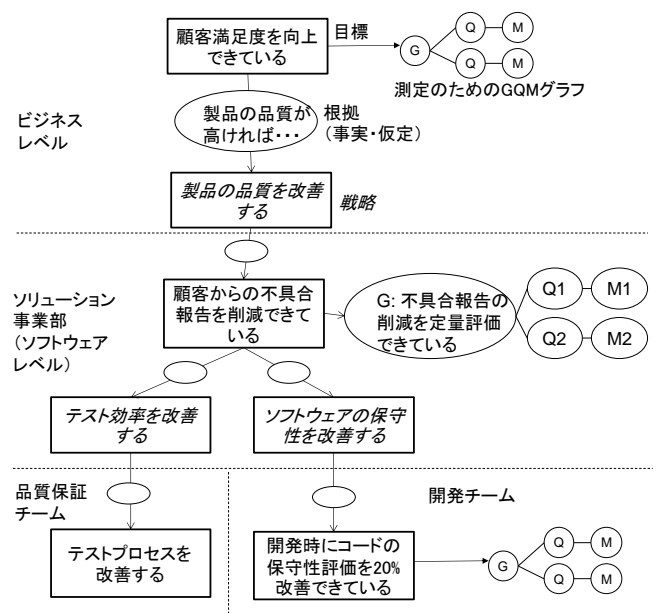 顧客満足度を向上
できている
目標
G
Q
M
Q
M
測定のためのGQMグラフ
ビジネス
レベル
製品の品質が
高ければ・・・
根拠
(事実・仮定)
製品の品質を改善
する
戦略
ソリューション
事業部
(ソフトウェア
レベル)
顧客からの不具合
報告を削減できて
いる
G: 不具合報告の
削減を定量評価
できている
Q1
M1
Q2
M2
テスト効率を改善
する
ソフトウェアの保守
性を改善する
品質保証
チーム
開発チーム
テストプロセスを
改善する
開発時にコードの
保守性評価を20%
改善できている
G
Q
M
Q
M